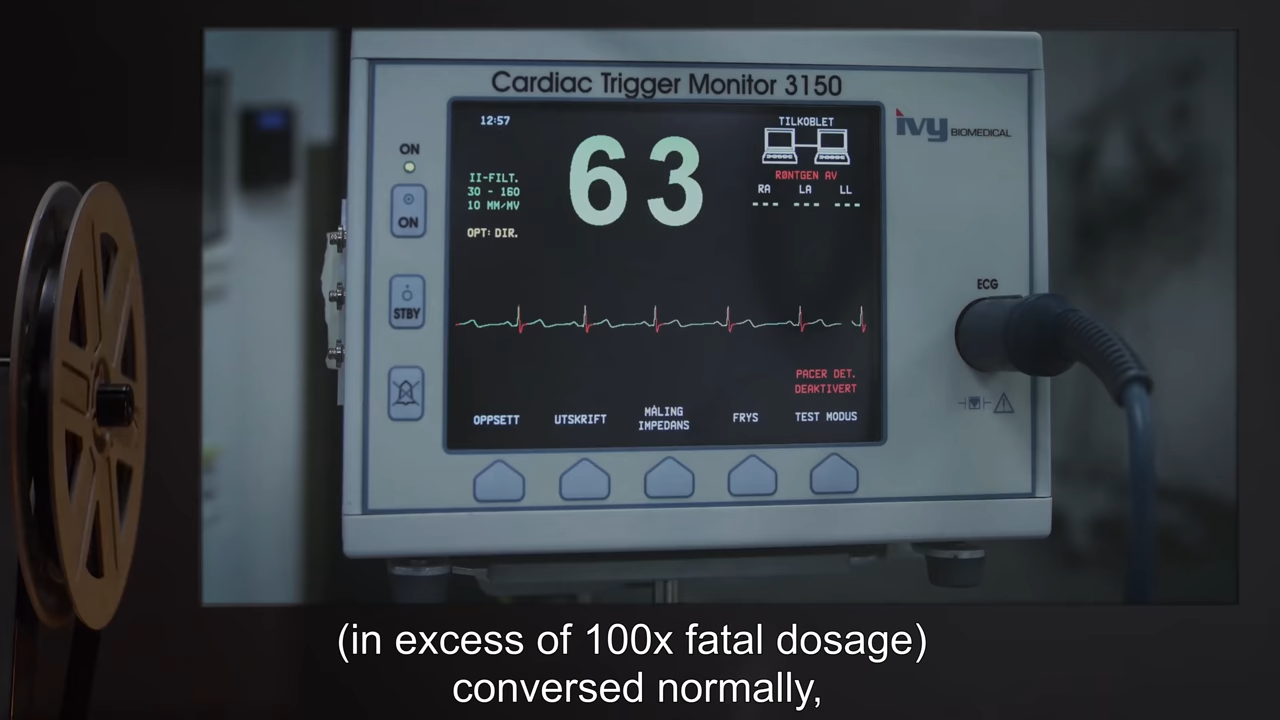 Cardiac Trigger Monitor 3150
ivy BIOMEDICAL
12:57
63
TILKOBLET
RØNTGEN AV
RA LA LL
--- --- ---
II-FILT.
30 - 160
10 MM/MV
OPT: DIR.
ON
ON
STBY
ECG
PACER DET.
DEAKTIVERT
OPPSETT
UTSKRIFT
MÅLING
IMPEDANS
FRYS
TEST MODUS
(in excess of 100x fatal dosage)
conversed normally,